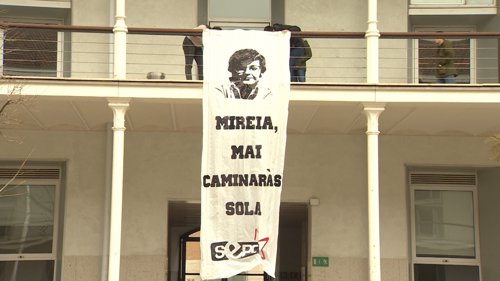 MIREIA,
MAI
CAMINARÀS
SOLA
sepc